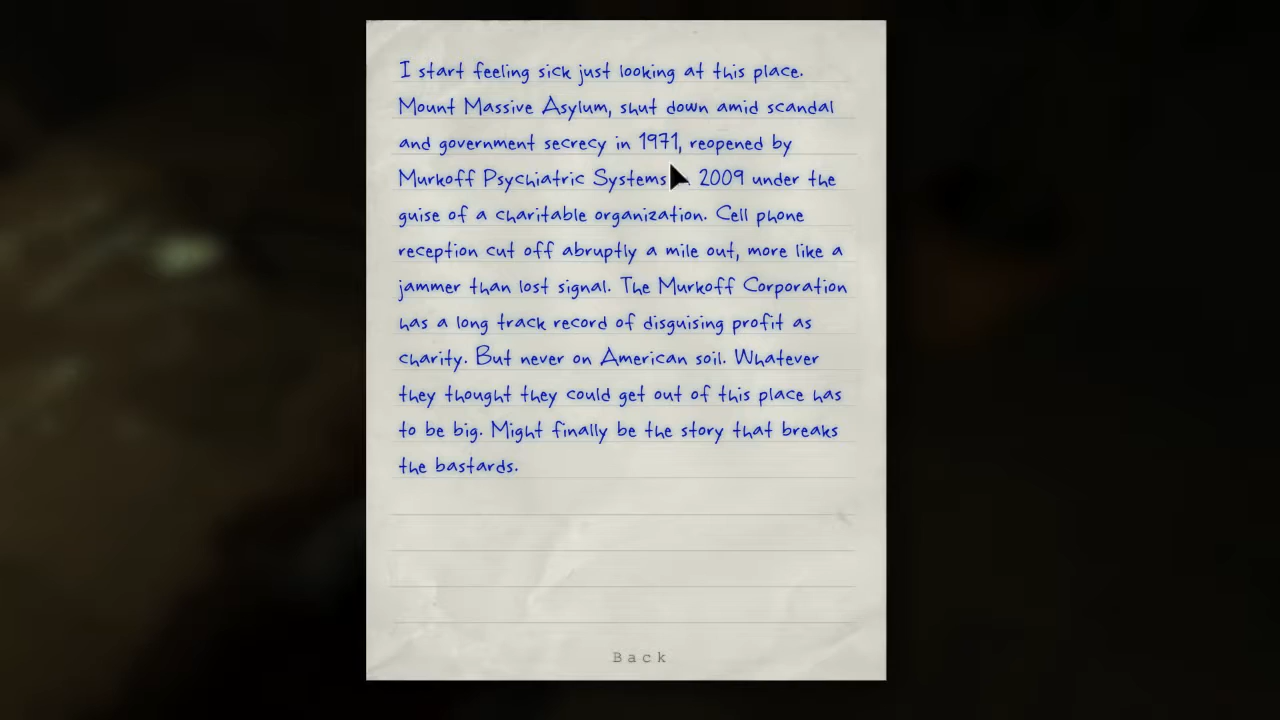 I start feeling sick just looking at this place.
Mount Massive Asylum, shut down amid scandal
and government secrecy in 1971, reopened by
Murkoff Psychiatric Systems 2009 under the
guise of a charitable organization. Cell phone
reception cut off abruptly a mile out, more like a
jammer than lost signal. The Murkoff Corporation
has a long track record of disguising profit as
charity. But never on American soil. Whatever
they thought they could get out of this place has
to be big. Might finally be the story that breaks
the bastards.
Back